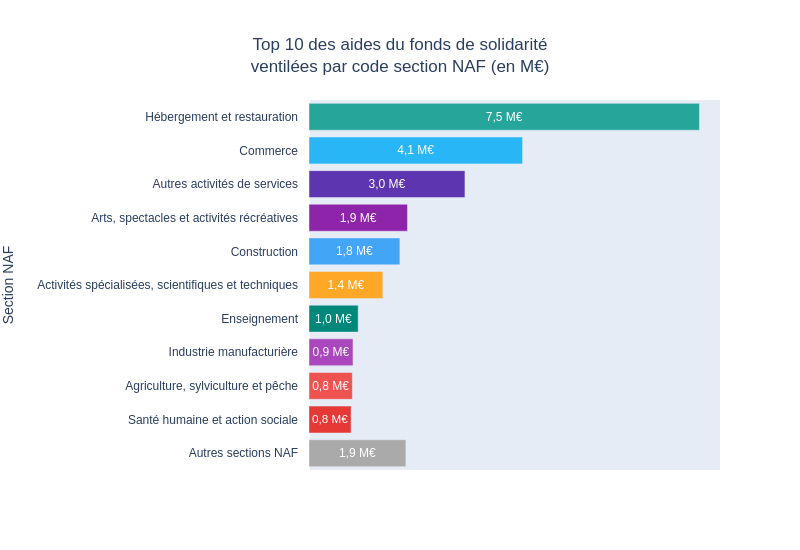 Top 10 des aides du fonds de solidarité
ventilées par code section NAF (en M€)
Section NAF
Hébergement et restauration 7,5 M€
Commerce 4,1 M€
Autres activités de services 3,0 M€
Arts, spectacles et activités récréatives 1,9 M€
Construction 1,8 M€
Activités spécialisées, scientifiques et techniques 1,4 M€
Enseignement 1,0 M€
Industrie manufacturière 0,9 M€
Agriculture, sylviculture et pêche 0,8 M€
Santé humaine et action sociale 0,8 M€
Autres sections NAF 1,9 M€